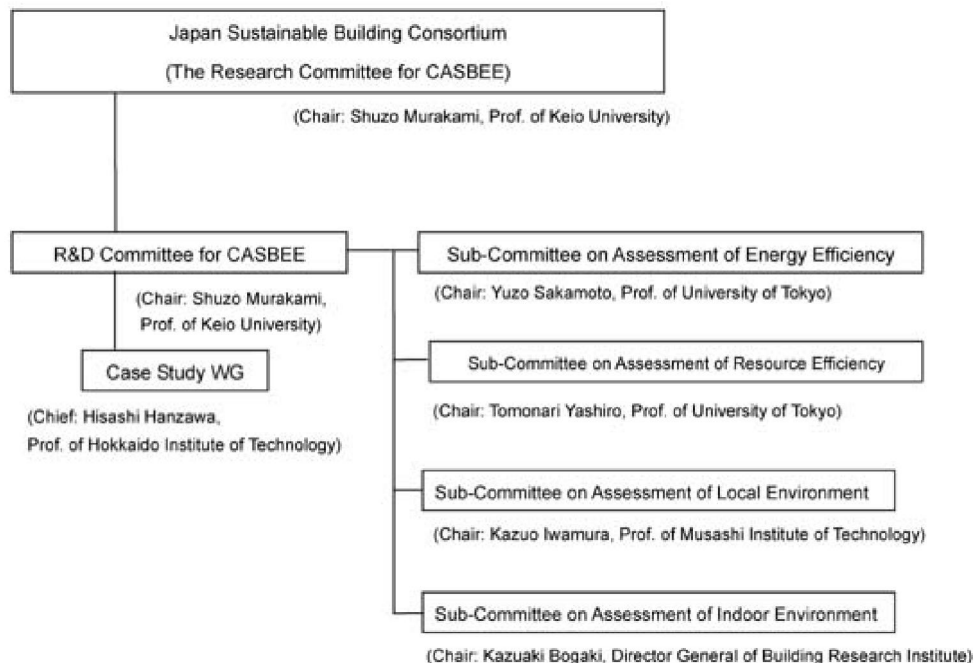 Japan Sustainable Building Consortium
(The Research Committee for CASBEE)
(Chair: Shuzo Murakami, Prof. of Keio University)
R&D Committee for CASBEE
(Chair: Shuzo Murakami,
Prof. of Keio University)
Case Study WG
(Chief: Hisashi Hanzawa,
Prof. of Hokkaido Institute of Technology)
Sub-Committee on Assessment of Energy Efficiency
(Chair: Yuzo Sakamoto, Prof. of University of Tokyo)
Sub-Committee on Assessment of Resource Efficiency
(Chair: Tomonari Yashiro, Prof. of University of Tokyo)
Sub-Committee on Assessment of Local Environment
(Chair: Kazuo Iwamura, Prof. of Musashi Institute of Technology)
Sub-Committee on Assessment of Indoor Environment
(Chair: Kazuaki Bogaki, Director General of Building Research Institute)